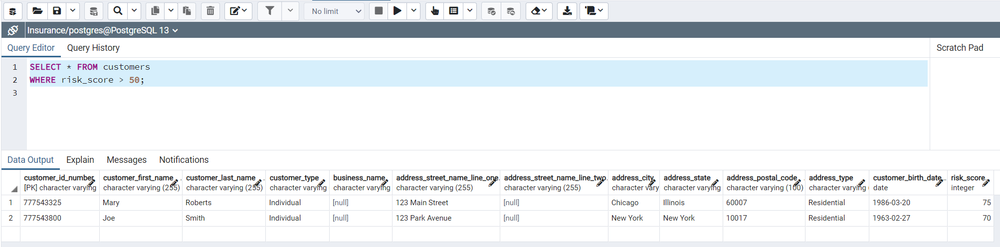 No limit
Insurance/postgres@PostgreSQL 13
Query Editor Query History Scratch Pad
1 SELECT * FROM customers
2 WHERE risk_score > 50;
3
Data Output Explain Messages Notifications
customer_id_number customer_first_name customer_last_name customer_type business_name address_street_name_line_one address_street_name_line_two address_city address_state address_postal_code address_type customer_birth_date risk_score
[PK] character varying character varying (255) character varying (255) character varying character varying character varying (255) character varying (255) character vary character varying character varying (100) character varying ( date integer
1 777543325 Mary Roberts Individual [null] 123 Main Street [null] Chicago Illinois 60007 Residential 1986-03-20 75
2 777543800 Joe Smith Individual [null] 123 Park Avenue [null] New York New York 10017 Residential 1963-02-27 70